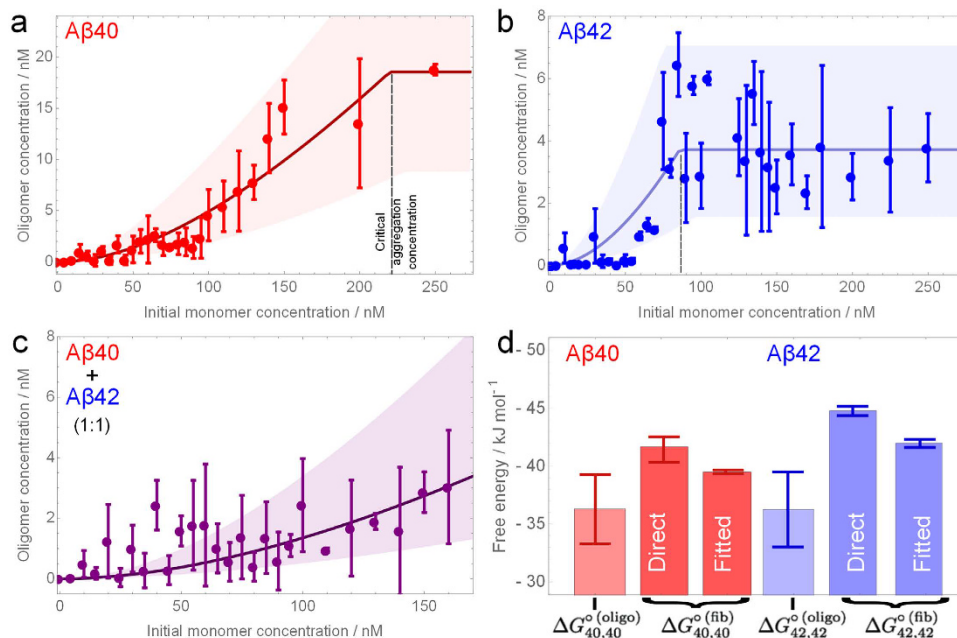 a
Aβ40
Oligomer concentration / nM
20
15
10
5
0
Critical
aggregation
concentration
0 50 100 150 200 250
Initial monomer concentration / nM
b
Aβ42
Oligomer concentration / nM
8
6
4
2
0
0 50 100 150 200 250
Initial monomer concentration / nM
c
Aβ40
+
Aβ42
(1:1)
Oligomer concentration / nM
8
6
4
2
0
0 50 100 150
Initial monomer concentration / nM
d
Aβ40 Aβ42
Free energy / kJ mol⁻¹
- 50
- 45
- 40
- 35
- 30
Direct
Fitted
Direct
Fitted
ΔG°₄₀,₄₀(oligo) ΔG°₄₀,₄₀(fib) ΔG°₄₂,₄₂(oligo) ΔG°₄₂,₄₂(fib)